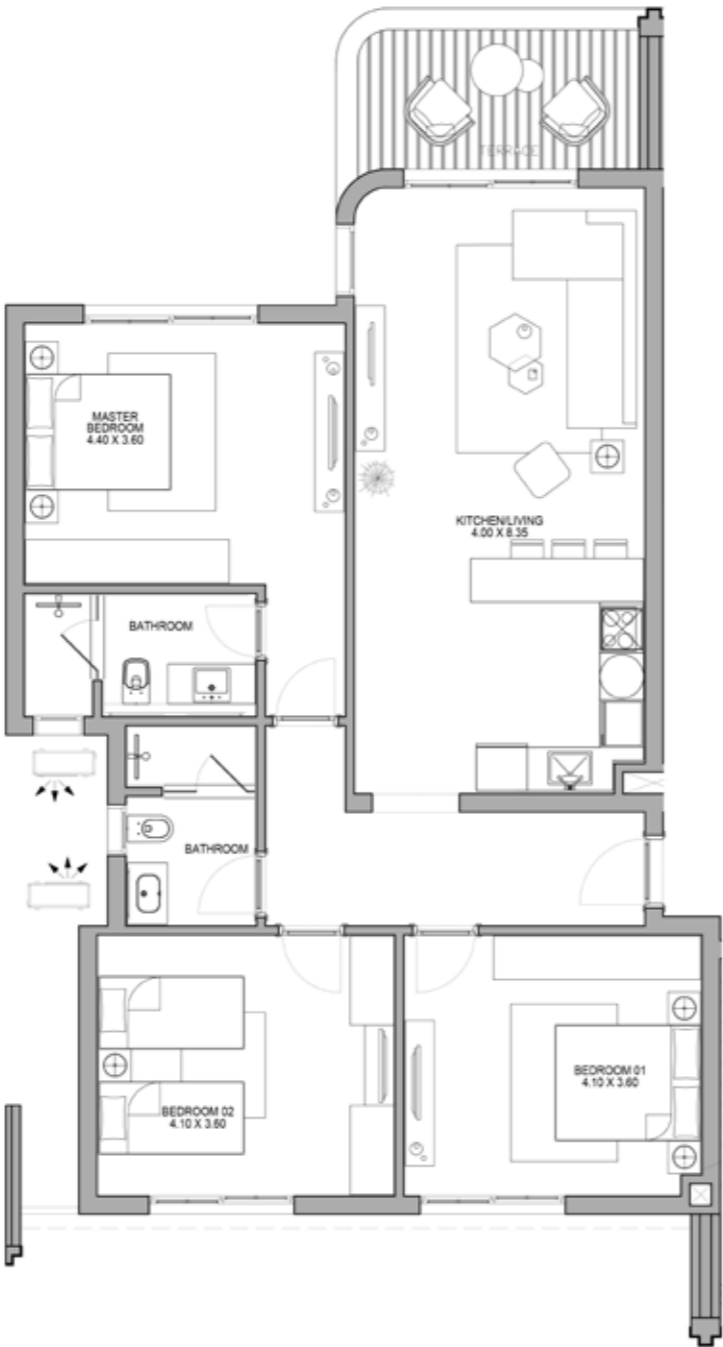 TERRACE
MASTER
BEDROOM
4.40 X 3.60
KITCHEN/LIVING
4.00 X 8.35
BATHROOM
BATHROOM
BEDROOM 01
4.10 X 3.60
BEDROOM 02
4.10 X 3.60